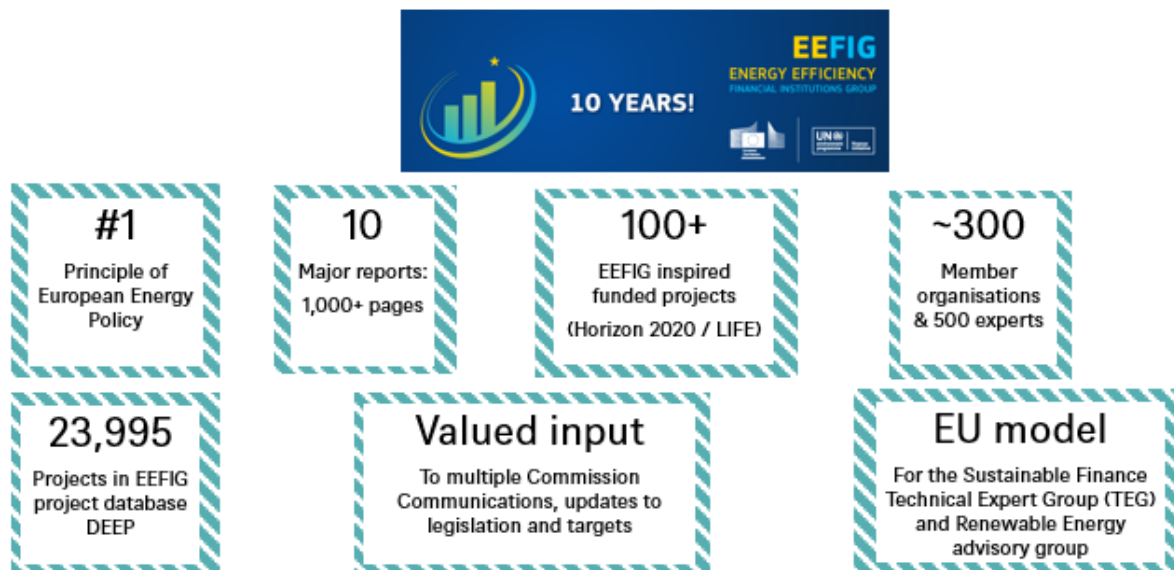 EEFIG
ENERGY EFFICIENCY
FINANCIAL INSTITUTIONS GROUP
10 YEARS!
UN
#1
Principle of
European Energy
Policy
10
Major reports:
1,000+ pages
100+
EEFIG inspired
funded projects
(Horizon 2020 / LIFE)
~300
Member
organisations
& 500 experts
23,995
Projects in EEFIG
project database
DEEP
Valued input
To multiple Commission
Communications, updates to
legislation and targets
EU model
For the Sustainable Finance
Technical Expert Group (TEG)
and Renewable Energy
advisory group